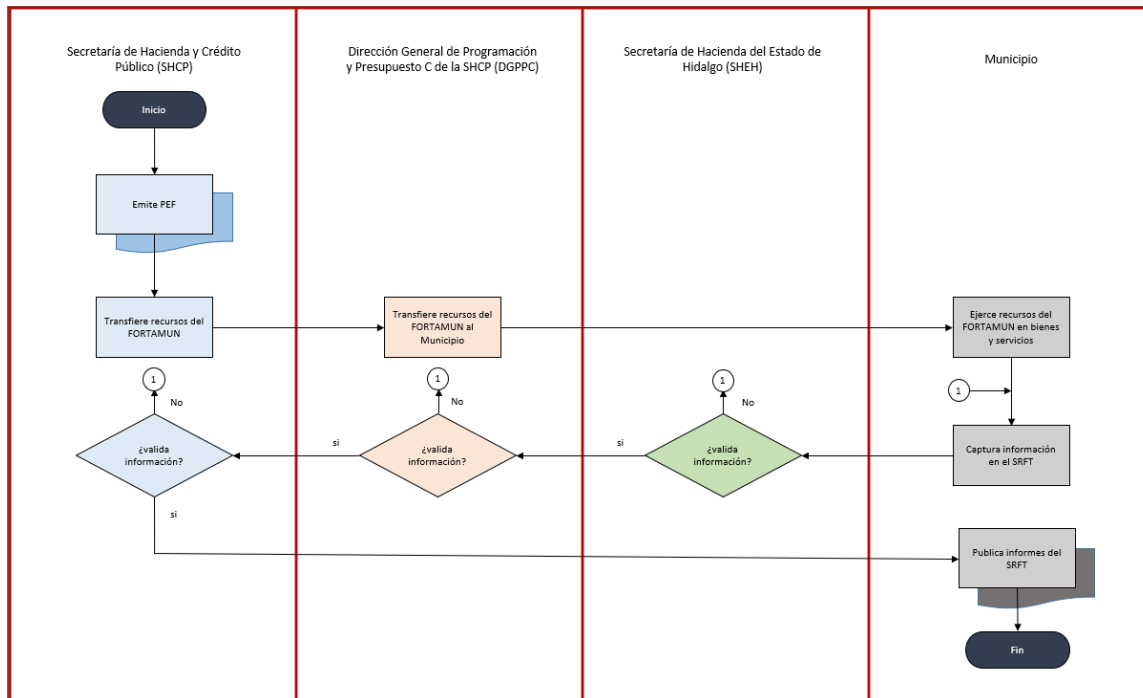 Secretaría de Hacienda y Crédito
Público (SHCP)
Dirección General de Programación
y Presupuesto C de la SHCP (DGPPC)
Secretaría de Hacienda del Estado de
Hidalgo (SHEH)
Municipio
Inicio
Emite PEF
Transfiere recursos del
FORTAMUN
Transfiere recursos del
FORTAMUN al
Municipio
Ejerce recursos del
FORTAMUN en bienes
y servicios
1
No
1
No
1
No
1
¿valida
información?
si
¿valida
información?
si
¿valida
información?
Captura información
en el SRFT
si
Publica informes del
SRFT
Fin